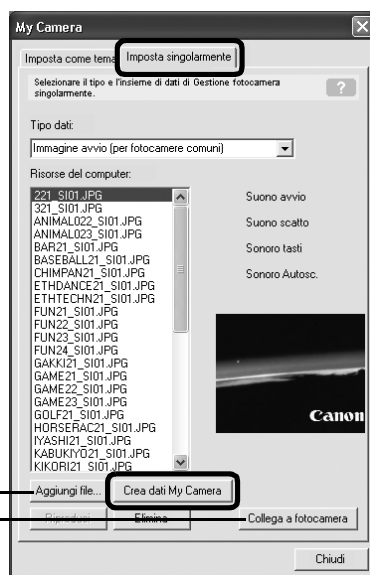 My Camera
Imposta come tema
Imposta singolarmente
Selezionare il tipo e l'insieme di dati di Gestione fotocamera
singolarmente.
?
Tipo dati:
Immagine avvio (per fotocamere comuni)
Risorse del computer:
221_SI01.JPG
321_SI01.JPG
ANIMAL022_SI01.JPG
ANIMAL023_SI01.JPG
BAR21_SI01.JPG
BASEBALL21_SI01.JPG
CHIMPAN21_SI01.JPG
ETHDANCE21_SI01.JPG
ETHTECHN21_SI01.JPG
FUN21_SI01.JPG
FUN22_SI01.JPG
FUN23_SI01.JPG
FUN24_SI01.JPG
GAKKI21_SI01.JPG
GAME21_SI01.JPG
GAME22_SI01.JPG
GAME23_SI01.JPG
GOLF21_SI01.JPG
HORSERAC21_SI01.JPG
IYASHI21_SI01.JPG
KABUKIYO21_SI01.JPG
KIKORI21_SI01.JPG
Suono avvio
Suono scatto
Sonoro tasti
Sonoro Autosc.
Canon
Aggiungi file...
Crea dati My Camera
Riproduci
Elimina
Collega a fotocamera
Chiudi